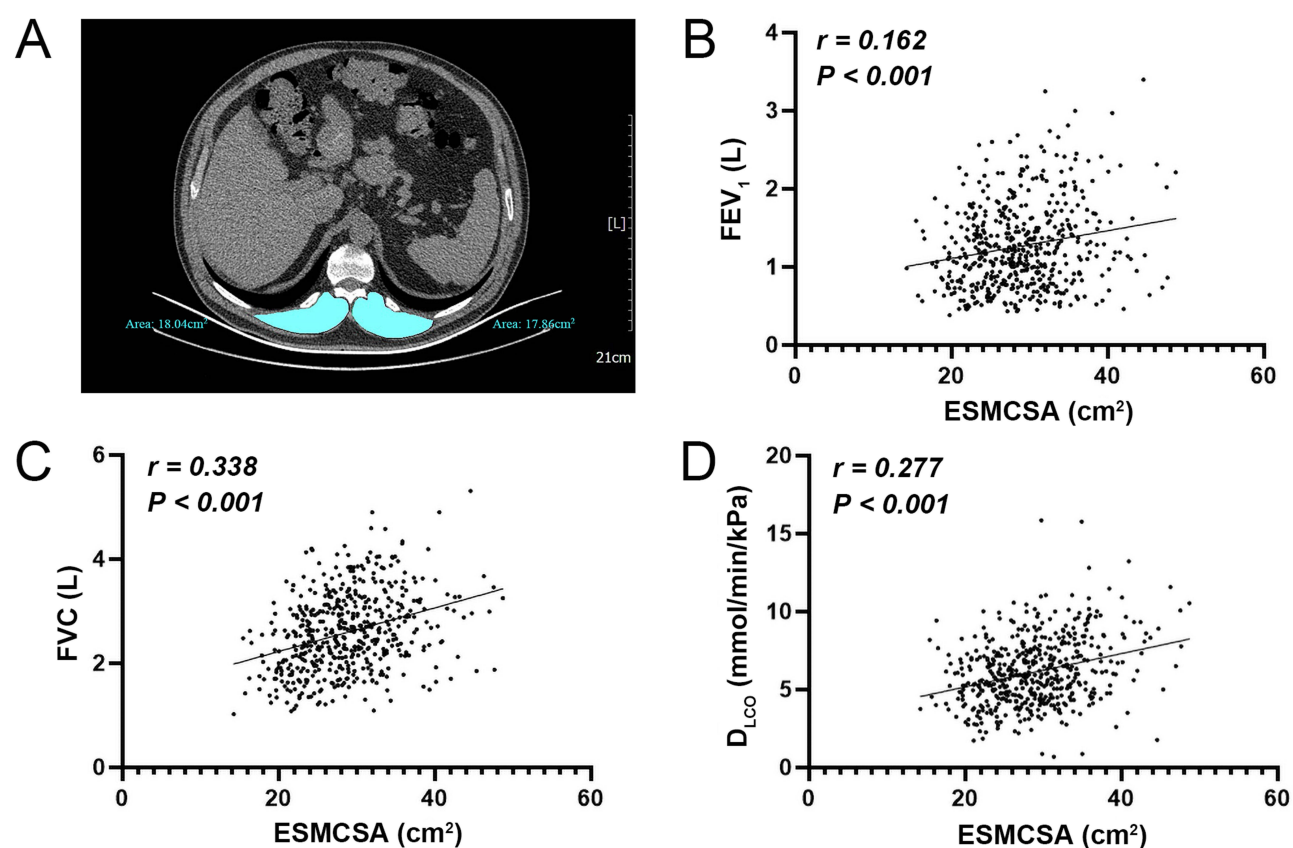 A
[L]
Area: 18.04cm²
Area: 17.86cm²
21cm
B
r = 0.162
P < 0.001
FEV₁ (L)
4
3
2
1
0
0 20 40 60
ESMCSA (cm²)
C
r = 0.338
P < 0.001
FVC (L)
6
4
2
0
0 20 40 60
ESMCSA (cm²)
D
r = 0.277
P < 0.001
D_LCO (mmol/min/kPa)
20
15
10
5
0
0 20 40 60
ESMCSA (cm²)